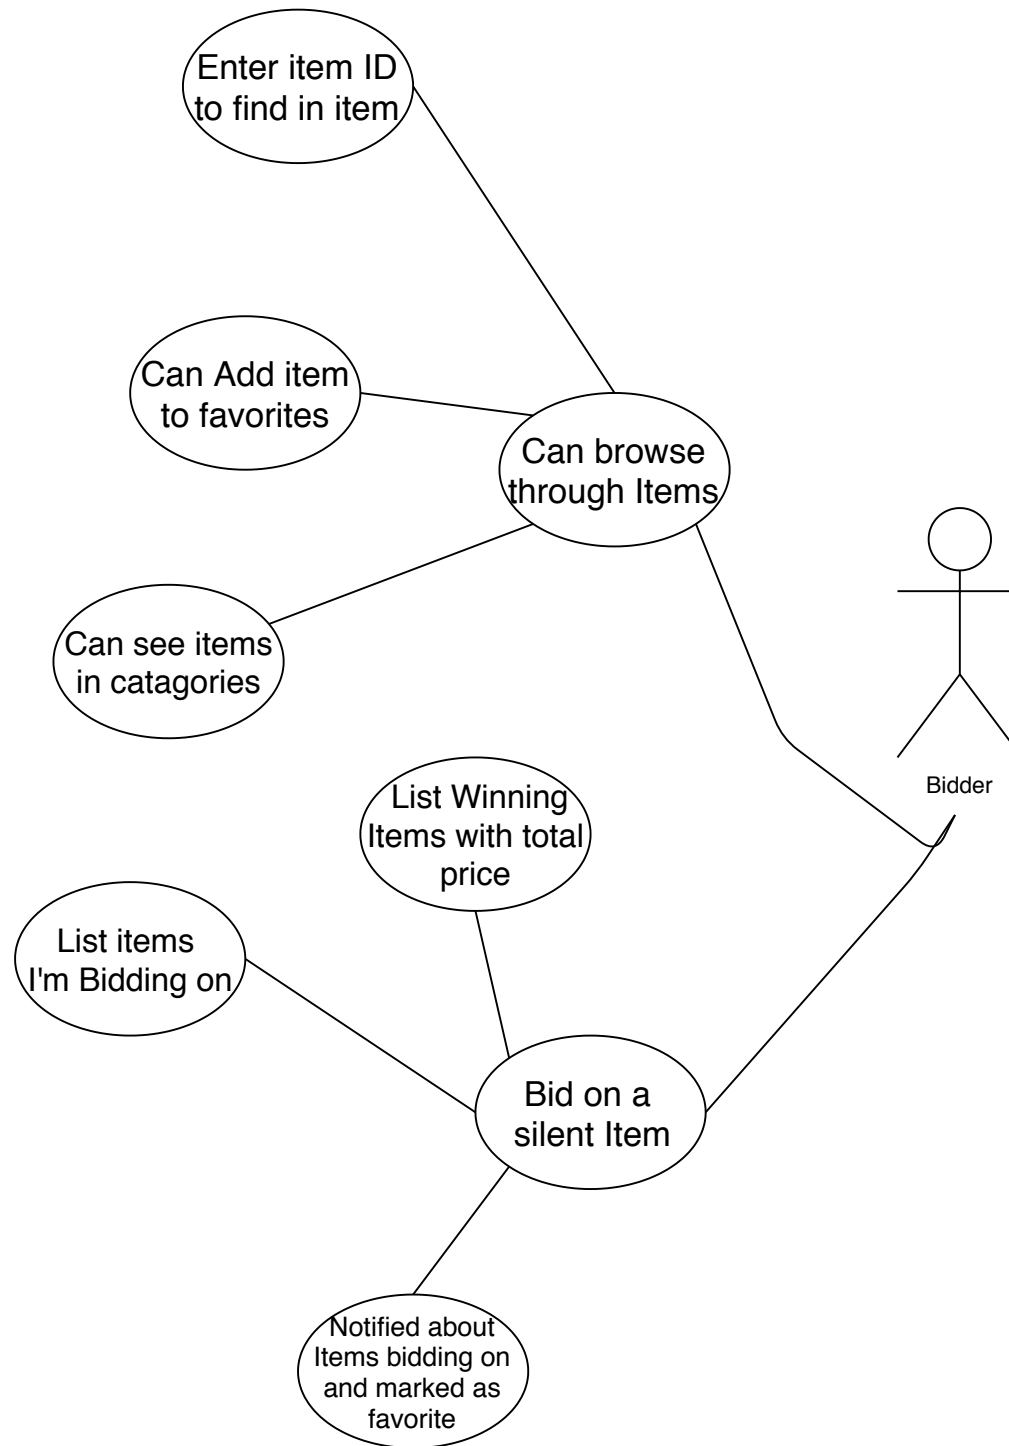 Enter item ID
to find in item
Can Add item
to favorites
Can browse
through Items
Can see items
in catagories
Bidder
List Winning
Items with total
price
List items
I'm Bidding on
Bid on a
silent Item
Notified about
Items bidding on
and marked as
favorite